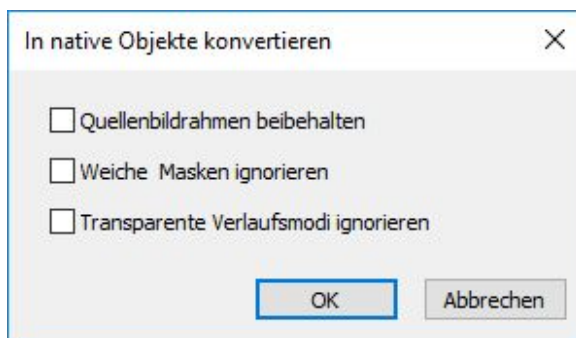 In native Objekte konvertieren
Quellenbildrahmen beibehalten
Weiche  Masken ignorieren
Transparente Verlaufsmodi ignorieren
OK Abbrechen